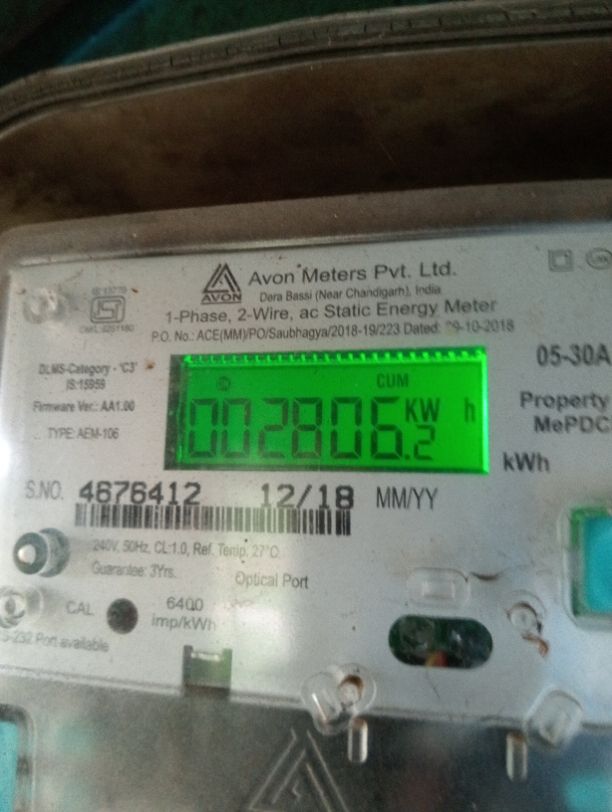 Avon Meters Pvt. Ltd.
AVON
Dera Bassi (Near Chandigarh), India
1-Phase, 2-Wire, ac Static Energy Meter
P.O. No.: ACE(MM)/PO/Saubhagya/2018-19/223 Dated: 09-10-2018
DLMS-Category - 'C3'
IS:15959
Firmware Ver.: AA1.00
TYPE: AEM-106
CUM
002806.2 KW h
kWh
05-30A
Property
MePDC
S.NO. 4676412 12/18 MM/YY
240V, 50Hz, CL:1.0, Ref. Temp. 27°C
Guarantee: 3Yrs.
Optical Port
CAL
6400
imp/kWh
Port available